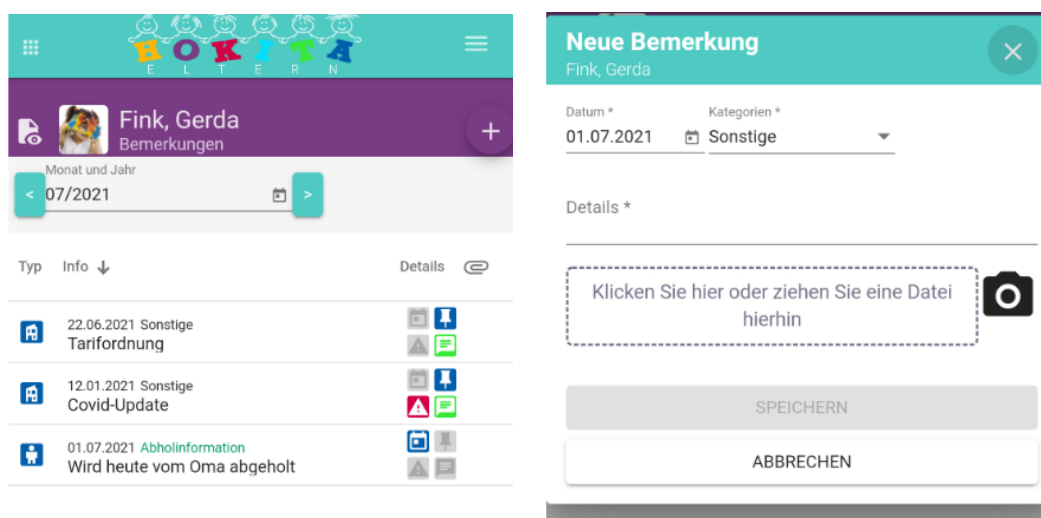 HOKITA
ELTERN
Fink, Gerda
Bemerkungen
Monat und Jahr
< 07/2021 >
Typ Info Details
22.06.2021 Sonstige
Tarifordnung
12.01.2021 Sonstige
Covid-Update
01.07.2021 Abholinformation
Wird heute vom Oma abgeholt
Neue Bemerkung
Fink, Gerda
Datum * Kategorien *
01.07.2021 Sonstige
Details *
Klicken Sie hier oder ziehen Sie eine Datei
hierhin
SPEICHERN
ABBRECHEN